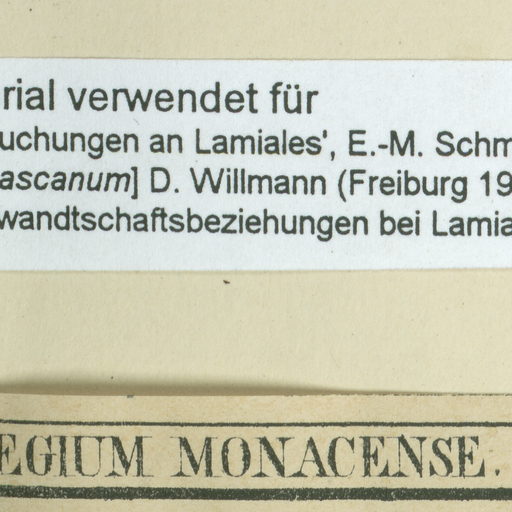 rial verwendet für
uchungen an Lamiales', E.-M. Schm
ascanum] D. Willmann (Freiburg 19
wandtschaftsbeziehungen bei Lamia
EGIUM MONACENSE.